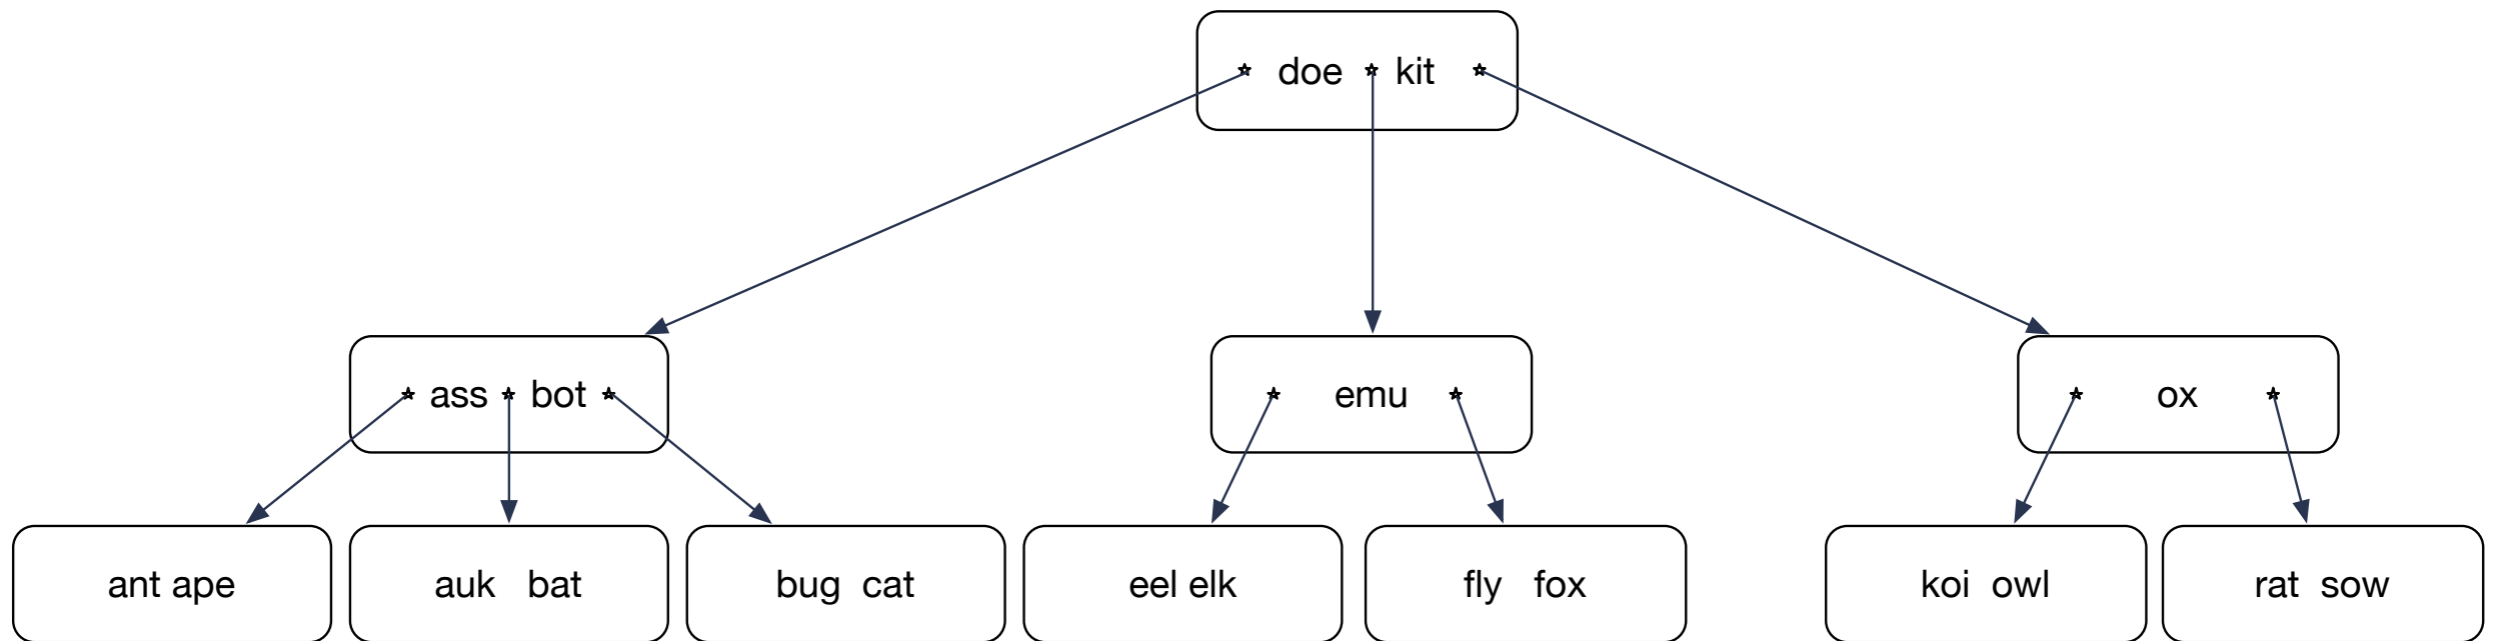 doe kit
ass bot
emu
ox
ant ape
auk bat
bug cat
eel elk
fly fox
koi owl
rat sow